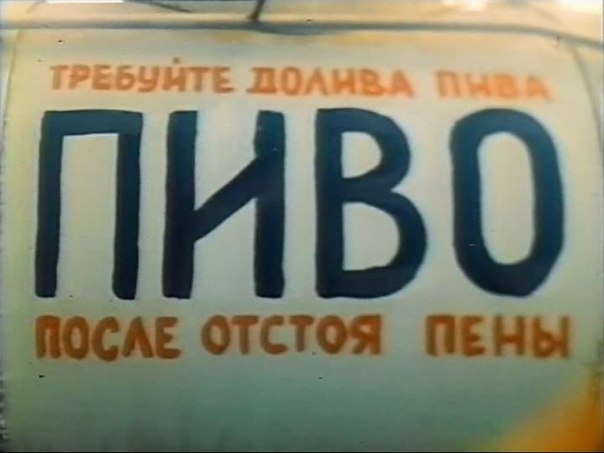 ТРЕБУЙТЕ ДОЛИВА ПИВА
ПИВО
ПОСЛЕ ОТСТОЯ ПЕНЫ